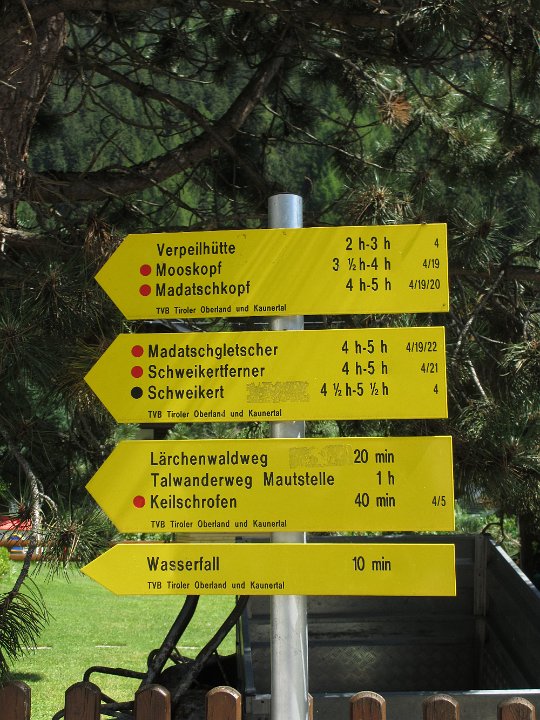 Verpeilhütte 2 h-3 h 4
Mooskopf 3 ½ h-4 h 4/19
Madatschkopf 4 h-5 h 4/19/20
TVB Tiroler Oberland und Kaunertal
Madatschgletscher 4 h-5 h 4/19/22
Schweikertferner 4 h-5 h 4/21
Schweikert 4 ½ h-5 ½ h 4
TVB Tiroler Oberland und Kaunertal
Lärchenwaldweg 20 min
Talwanderweg Mautstelle 1 h
Keilschrofen 40 min 4/5
TVB Tiroler Oberland und Kaunertal
Wasserfall 10 min
TVB Tiroler Oberland und Kaunertal